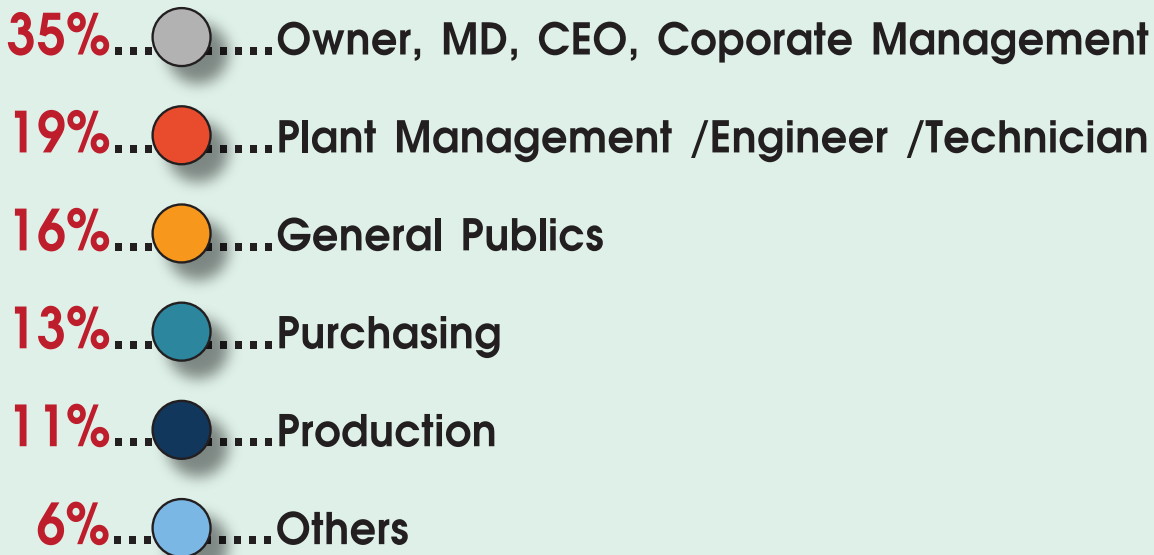 35%.........Owner, MD, CEO, Coporate Management
19%.........Plant Management /Engineer /Technician
16%.........General Publics
13%.........Purchasing
11%.........Production
6%.........Others